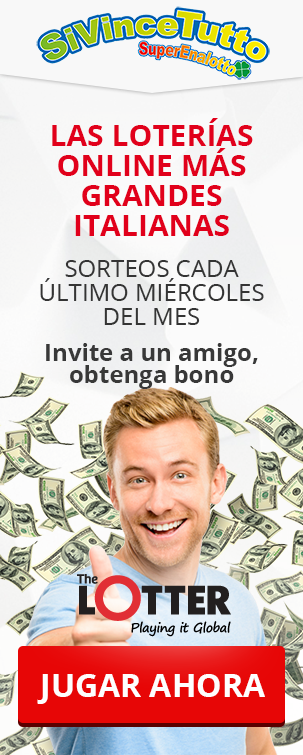 SiVinceTutto
SuperEnalotto
LAS LOTERÍAS
ONLINE MÁS
GRANDES
ITALIANAS
SORTEOS CADA
ÚLTIMO MIÉRCOLES
DEL MES
Invite a un amigo,
obtenga bono
The
LOTTER
Playing it Global
JUGAR AHORA